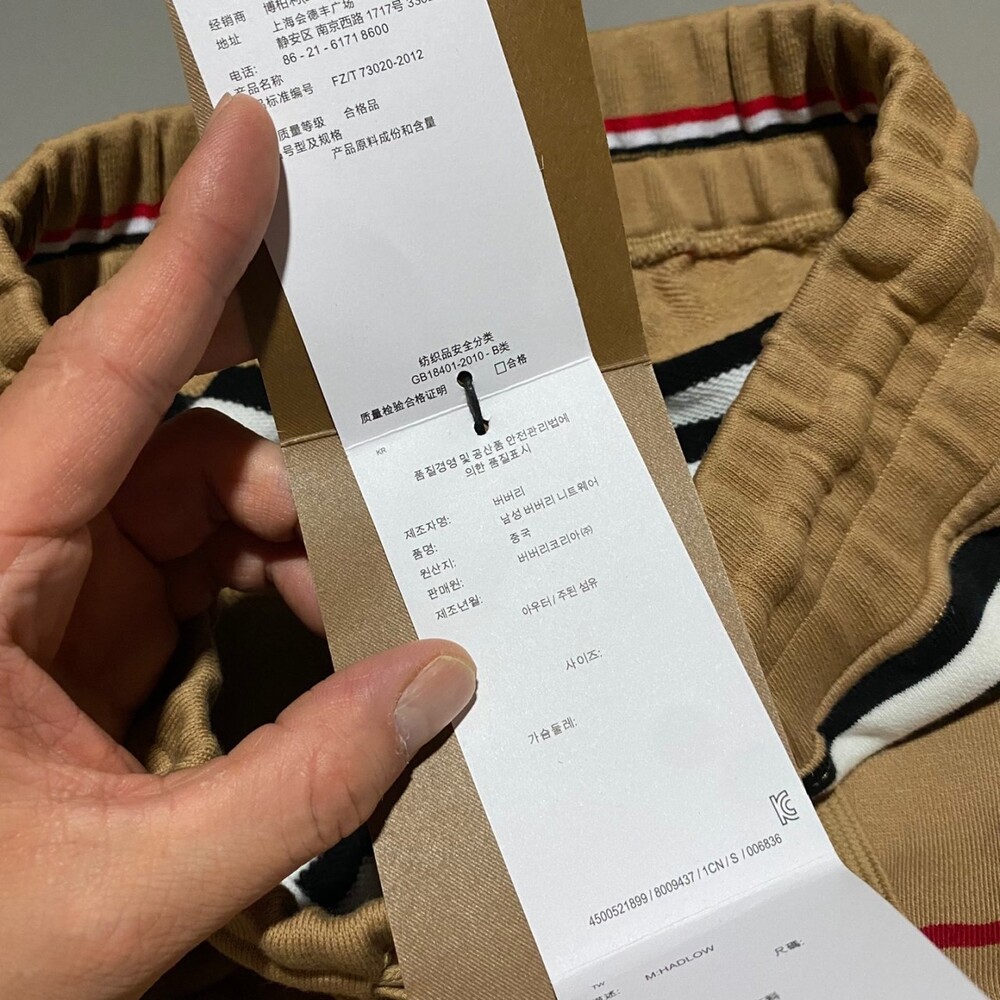 经销商
地址 上海会德丰广场
静安区 南京西路 1717号
电话: 86 - 21 - 6171 8600
产品名称
标准编号 FZ/T 73020-2012
质量等级 合格品
号型及规格
产品原料成份和含量
纺织品安全分类
GB18401-2010 - B类
质量检验合格证明 □合格
KR
품질경영 및 공산품 안전관리법에
의한 품질표시
제조자명: 버버리
품명: 남성 버버리 니트웨어
원산지: 중국
판매원: 버버리코리아㈜
제조년월:
아우터 / 주된 섬유
사이즈:
가슴둘레:
4500521899 / 8009437 / 1CN / S / 006836
TW
M:HADLOW
尺碼: